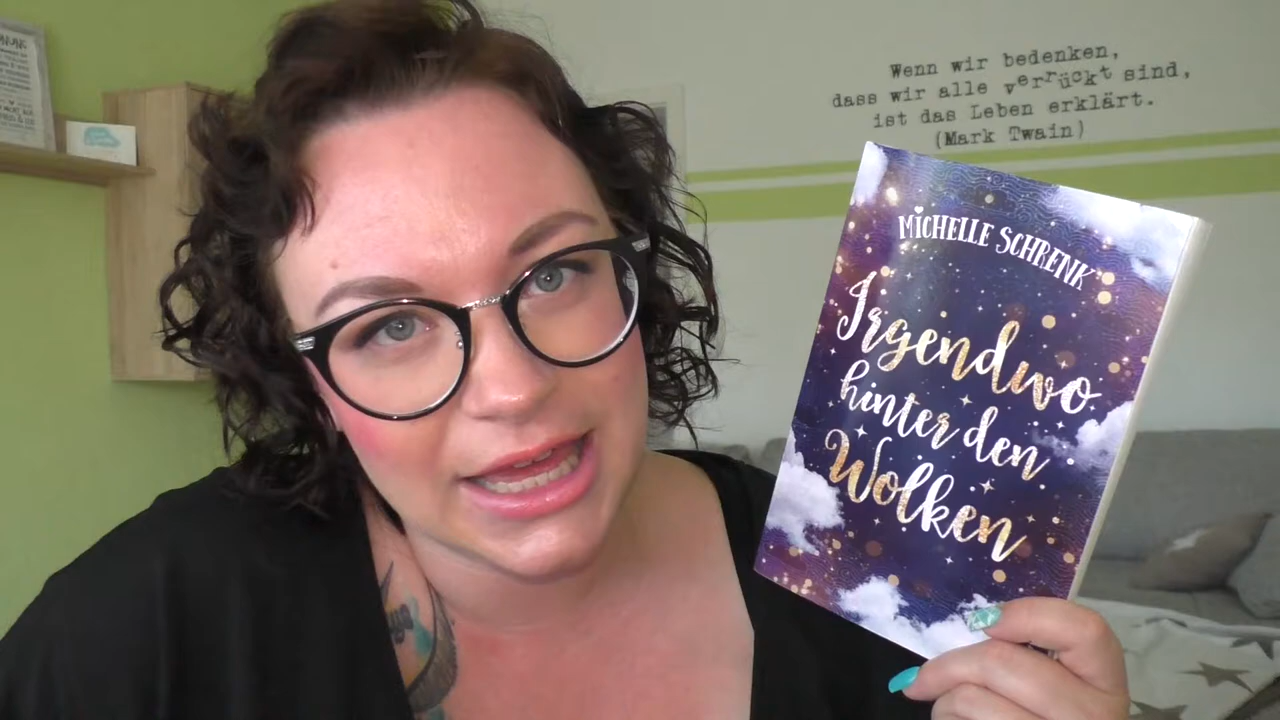 Wenn wir bedenken,
dass wir alle verrückt sind,
ist das Leben erklärt.
(Mark Twain)
MICHELLE SCHRENK
Irgendwo
hinter den
Wolken